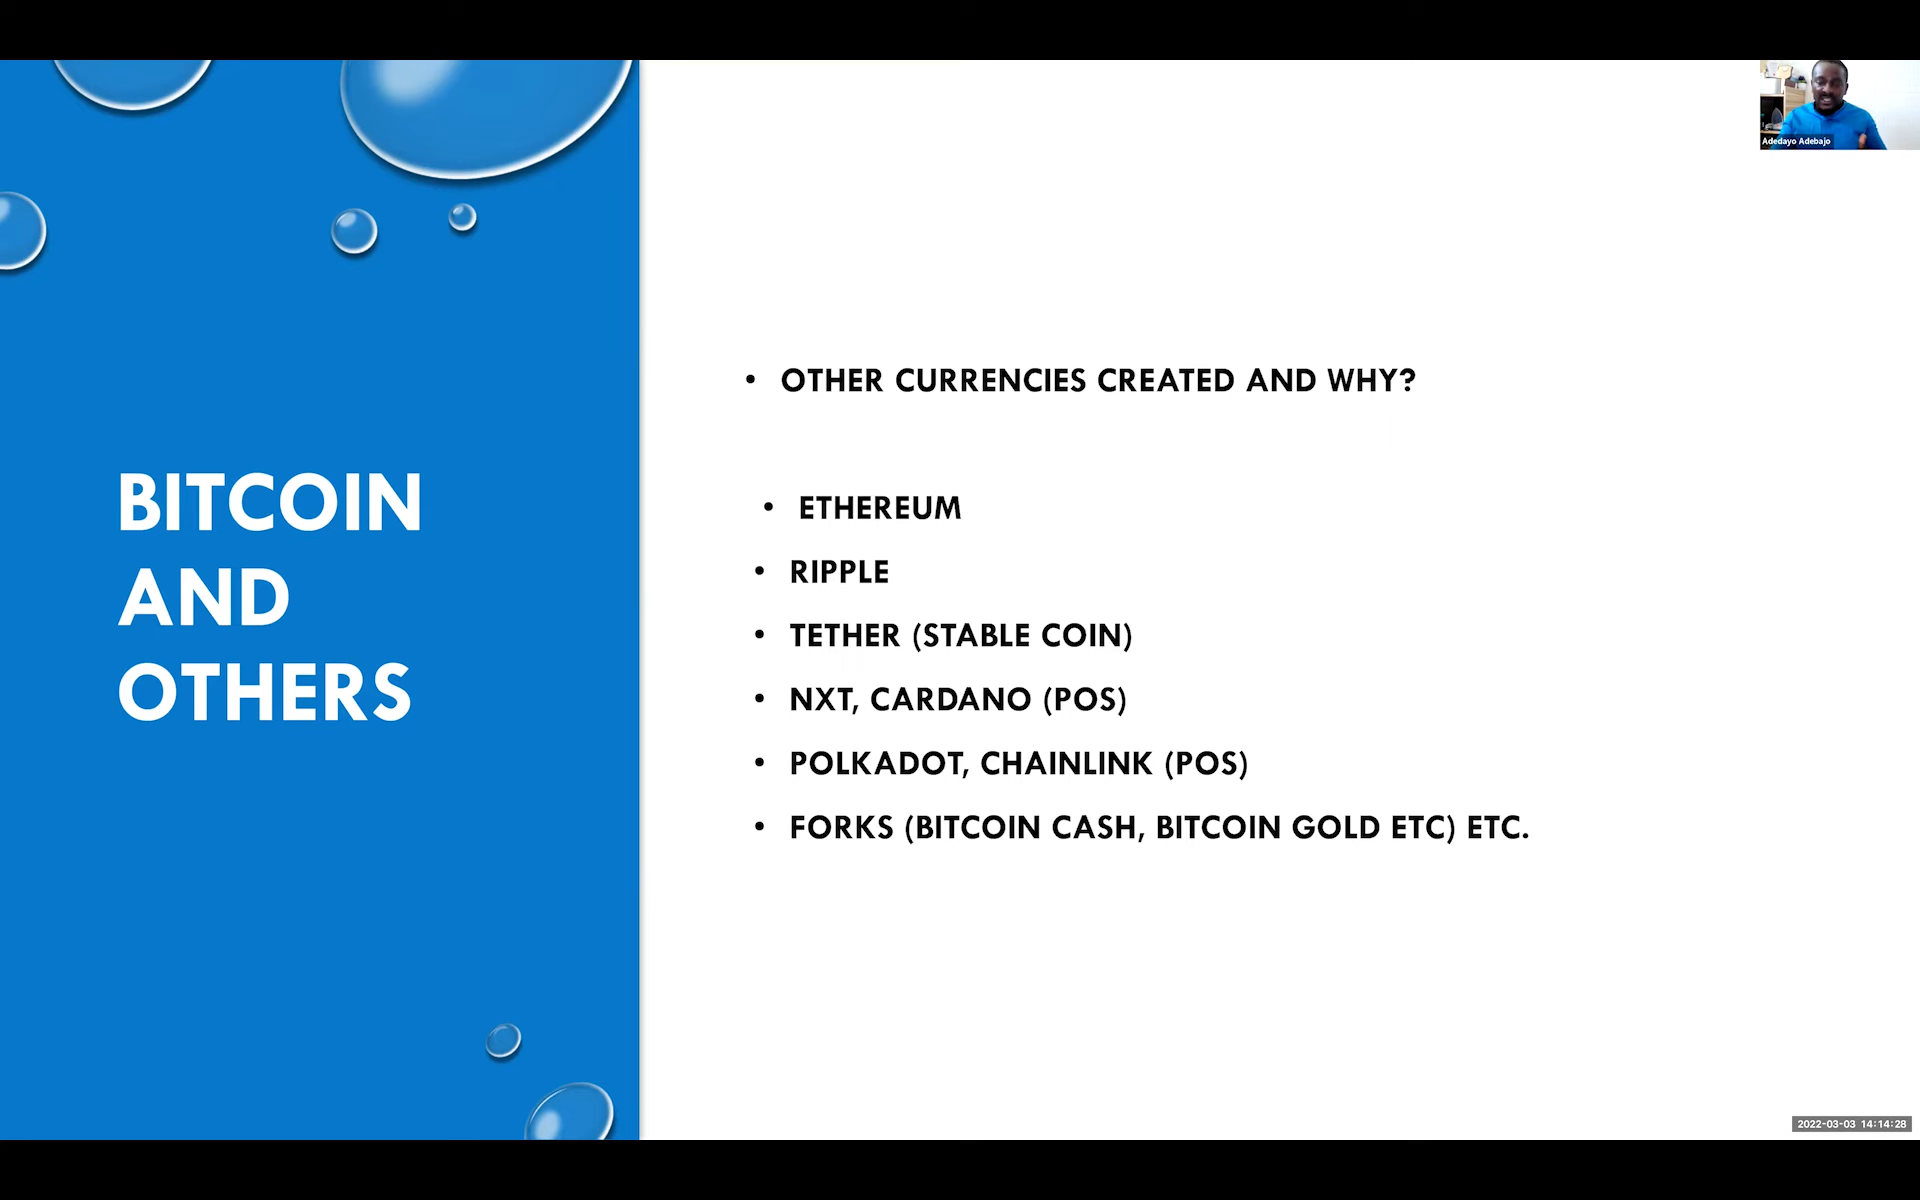 Adedayo Adebajo
BITCOIN
AND
OTHERS
• OTHER CURRENCIES CREATED AND WHY?
• ETHEREUM
• RIPPLE
• TETHER (STABLE COIN)
• NXT, CARDANO (POS)
• POLKADOT, CHAINLINK (POS)
• FORKS (BITCOIN CASH, BITCOIN GOLD ETC) ETC.
2022-03-03 14:14:28